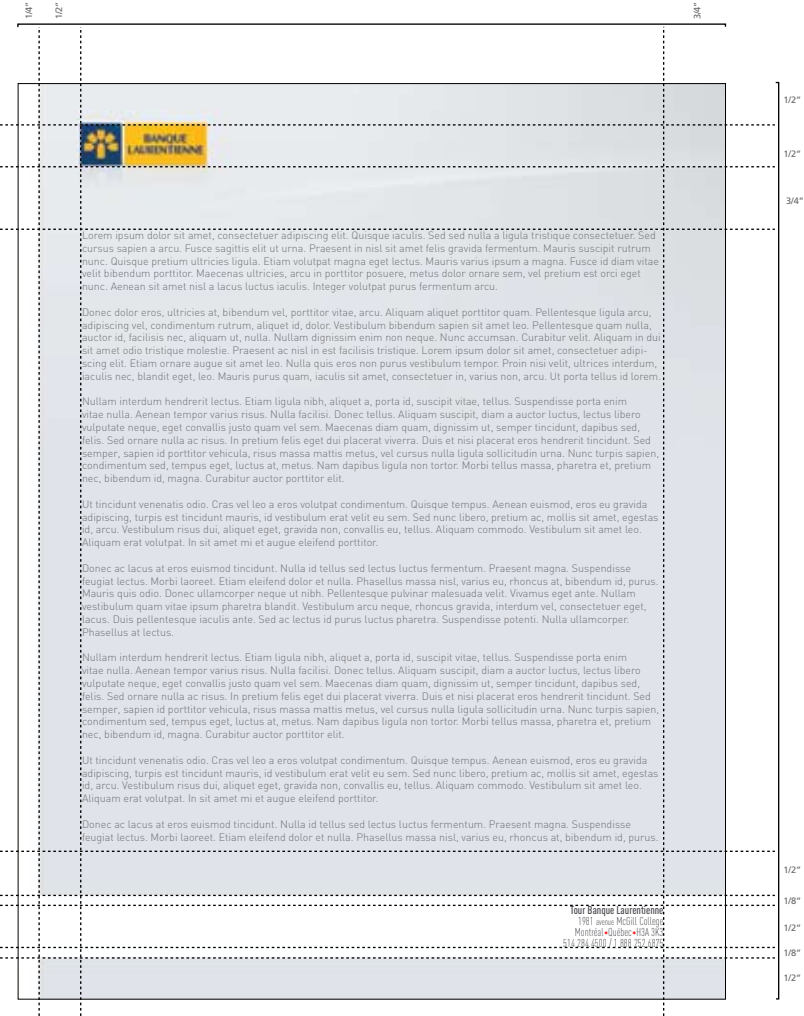 1/4" 1/2" 3/4"
1/2"
BANQUE
LAURENTIENNE
1/2"
3/4"
Lorem ipsum dolor sit amet, consectetuer adipiscing elit. Quisque iaculis. Sed sed nulla a ligula tristique consectetuer. Sed
cursus sapien a arcu. Fusce sagittis elit ut urna. Praesent in nisl sit amet felis gravida fermentum. Mauris suscipit rutrum
nunc. Quisque pretium ultricies ligula. Etiam volutpat magna eget lectus. Mauris varius ipsum a magna. Fusce id diam vitae
velit bibendum porttitor. Maecenas ultricies, arcu in porttitor posuere, metus dolor ornare sem, vel pretium est orci eget
nunc. Aenean sit amet nisl a lacus luctus iaculis. Integer volutpat purus fermentum arcu.
Donec dolor eros, ultricies at, bibendum vel, porttitor vitae, arcu. Aliquam aliquet porttitor quam. Pellentesque ligula arcu,
adipiscing vel, condimentum rutrum, aliquet id, dolor. Vestibulum bibendum sapien sit amet leo. Pellentesque quam nulla,
auctor id, facilisis nec, aliquam ut, nulla. Nullam dignissim enim non neque. Nunc accumsan. Curabitur velit. Aliquam in dui
sit amet odio tristique molestie. Praesent ac nisl in est facilisis tristique. Lorem ipsum dolor sit amet, consectetuer adipi-
scing elit. Etiam ornare augue sit amet leo. Nulla quis eros non purus vestibulum tempor. Proin nisi velit, ultrices interdum,
iaculis nec, blandit eget, leo. Mauris purus quam, iaculis sit amet, consectetuer in, varius non, arcu. Ut porta tellus id lorem.
Nullam interdum hendrerit lectus. Etiam ligula nibh, aliquet a, porta id, suscipit vitae, tellus. Suspendisse porta enim
vitae nulla. Aenean tempor varius risus. Nulla facilisi. Donec tellus. Aliquam suscipit, diam a auctor luctus, lectus libero
vulputate neque, eget convallis justo quam vel sem. Maecenas diam quam, dignissim ut, semper tincidunt, dapibus sed,
felis. Sed ornare nulla ac risus. In pretium felis eget dui placerat viverra. Duis et nisi placerat eros hendrerit tincidunt. Sed
semper, sapien id porttitor vehicula, risus massa mattis metus, vel cursus nulla ligula sollicitudin urna. Nunc turpis sapien,
condimentum sed, tempus eget, luctus at, metus. Nam dapibus ligula non tortor. Morbi tellus massa, pharetra et, pretium
nec, bibendum id, magna. Curabitur auctor porttitor elit.
Ut tincidunt venenatis odio. Cras vel leo a eros volutpat condimentum. Quisque tempus. Aenean euismod, eros eu gravida
adipiscing, turpis est tincidunt mauris, id vestibulum erat velit eu sem. Sed nunc libero, pretium ac, mollis sit amet, egestas
id, arcu. Vestibulum risus dui, aliquet eget, gravida non, convallis eu, tellus. Aliquam commodo. Vestibulum sit amet leo.
Aliquam erat volutpat. In sit amet mi et augue eleifend porttitor.
Donec ac lacus at eros euismod tincidunt. Nulla id tellus sed lectus luctus fermentum. Praesent magna. Suspendisse
feugiat lectus. Morbi laoreet. Etiam eleifend dolor et nulla. Phasellus massa nisl, varius eu, rhoncus at, bibendum id, purus.
Mauris quis odio. Donec ullamcorper neque ut nibh. Pellentesque pulvinar malesuada velit. Vivamus eget ante. Nullam
vestibulum quam vitae ipsum pharetra blandit. Vestibulum arcu neque, rhoncus gravida, interdum vel, consectetuer eget,
lacus. Duis pellentesque iaculis ante. Sed ac lectus id purus luctus pharetra. Suspendisse potenti. Nulla ullamcorper.
Phasellus at lectus.
Nullam interdum hendrerit lectus. Etiam ligula nibh, aliquet a, porta id, suscipit vitae, tellus. Suspendisse porta enim
vitae nulla. Aenean tempor varius risus. Nulla facilisi. Donec tellus. Aliquam suscipit, diam a auctor luctus, lectus libero
vulputate neque, eget convallis justo quam vel sem. Maecenas diam quam, dignissim ut, semper tincidunt, dapibus sed,
felis. Sed ornare nulla ac risus. In pretium felis eget dui placerat viverra. Duis et nisi placerat eros hendrerit tincidunt. Sed
semper, sapien id porttitor vehicula, risus massa mattis metus, vel cursus nulla ligula sollicitudin urna. Nunc turpis sapien,
condimentum sed, tempus eget, luctus at, metus. Nam dapibus ligula non tortor. Morbi tellus massa, pharetra et, pretium
nec, bibendum id, magna. Curabitur auctor porttitor elit.
Ut tincidunt venenatis odio. Cras vel leo a eros volutpat condimentum. Quisque tempus. Aenean euismod, eros eu gravida
adipiscing, turpis est tincidunt mauris, id vestibulum erat velit eu sem. Sed nunc libero, pretium ac, mollis sit amet, egestas
id, arcu. Vestibulum risus dui, aliquet eget, gravida non, convallis eu, tellus. Aliquam commodo. Vestibulum sit amet leo.
Aliquam erat volutpat. In sit amet mi et augue eleifend porttitor.
Donec ac lacus at eros euismod tincidunt. Nulla id tellus sed lectus luctus fermentum. Praesent magna. Suspendisse
feugiat lectus. Morbi laoreet. Etiam eleifend dolor et nulla. Phasellus massa nisl, varius eu, rhoncus at, bibendum id, purus.
1/2"
1/8"
Tour Banque Laurentienne
1981 avenue McGill College
Montréal•Québec•H3A 3K3
514 284.4500 / 1 888 252.6875
1/2"
1/8"
1/2"